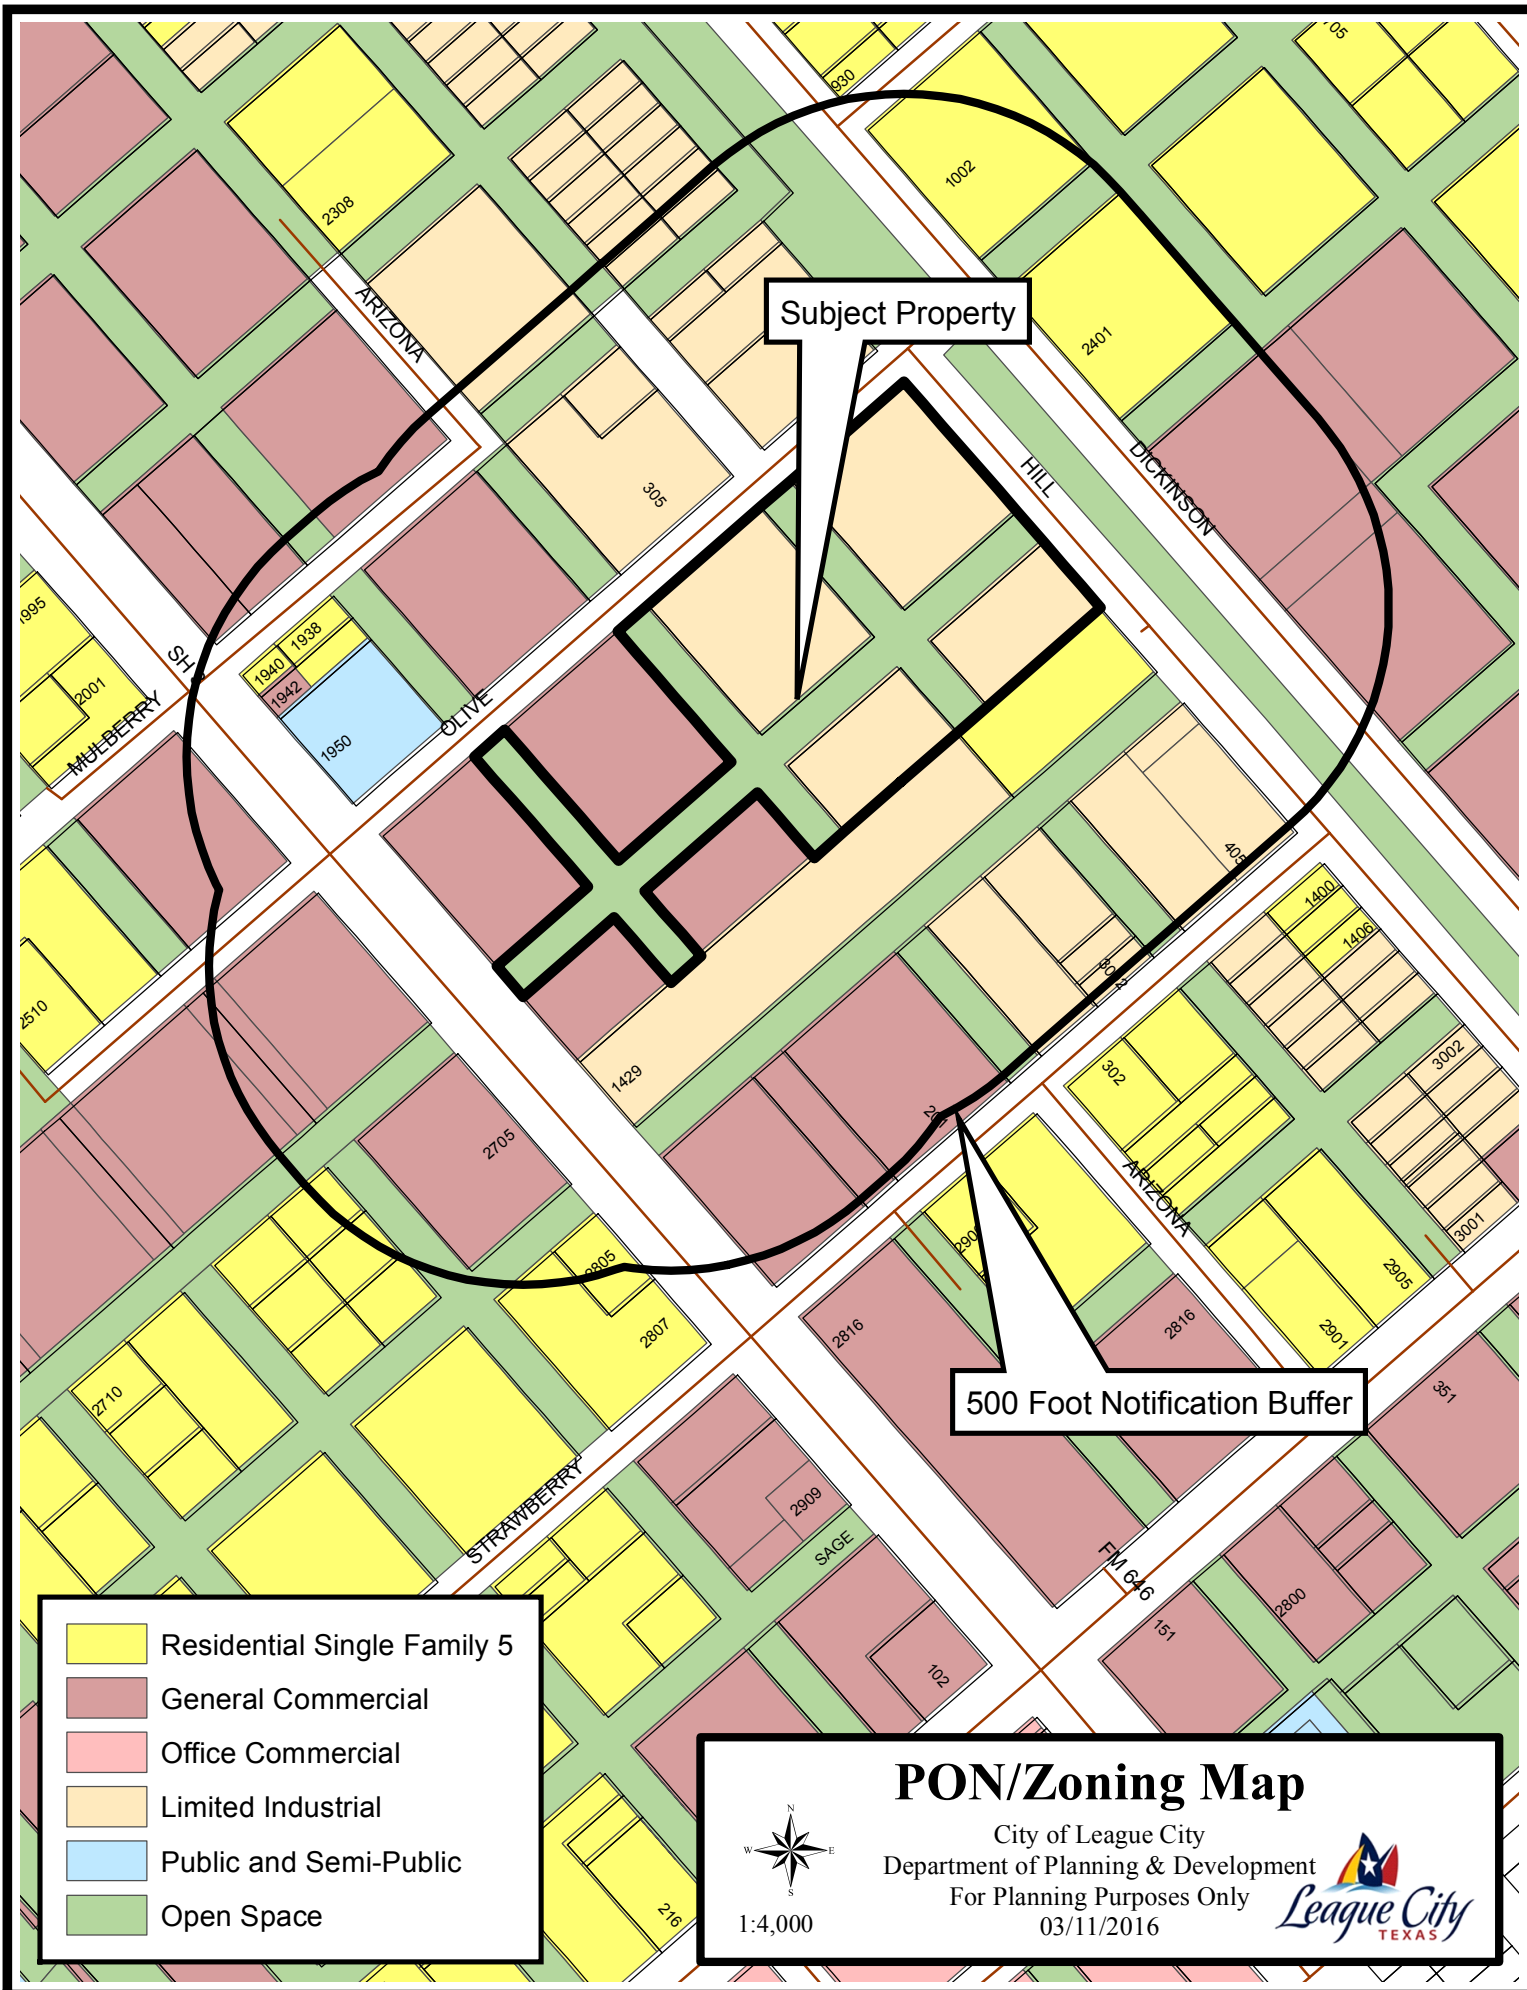 05
930
1002
2308
ARIZONA
Subject Property
2401
HILL
DICKINSON
305
1995
2001
SH
MULBERRY
1938
1940
1942
1950
OLIVE
405
1400
1406
2510
1429
2705
302
3002
201
ARIZONA
3001
2905
2901
2805
2807
2816
2816
2710
500 Foot Notification Buffer
351
STRAWBERRY
2909
SAGE
FM 646
2800
151
102
216
Residential Single Family 5
General Commercial
Office Commercial
Limited Industrial
Public and Semi-Public
Open Space
PON/Zoning Map
N
W
E
S
1:4,000
City of League City
Department of Planning & Development
For Planning Purposes Only
03/11/2016
League City
TEXAS